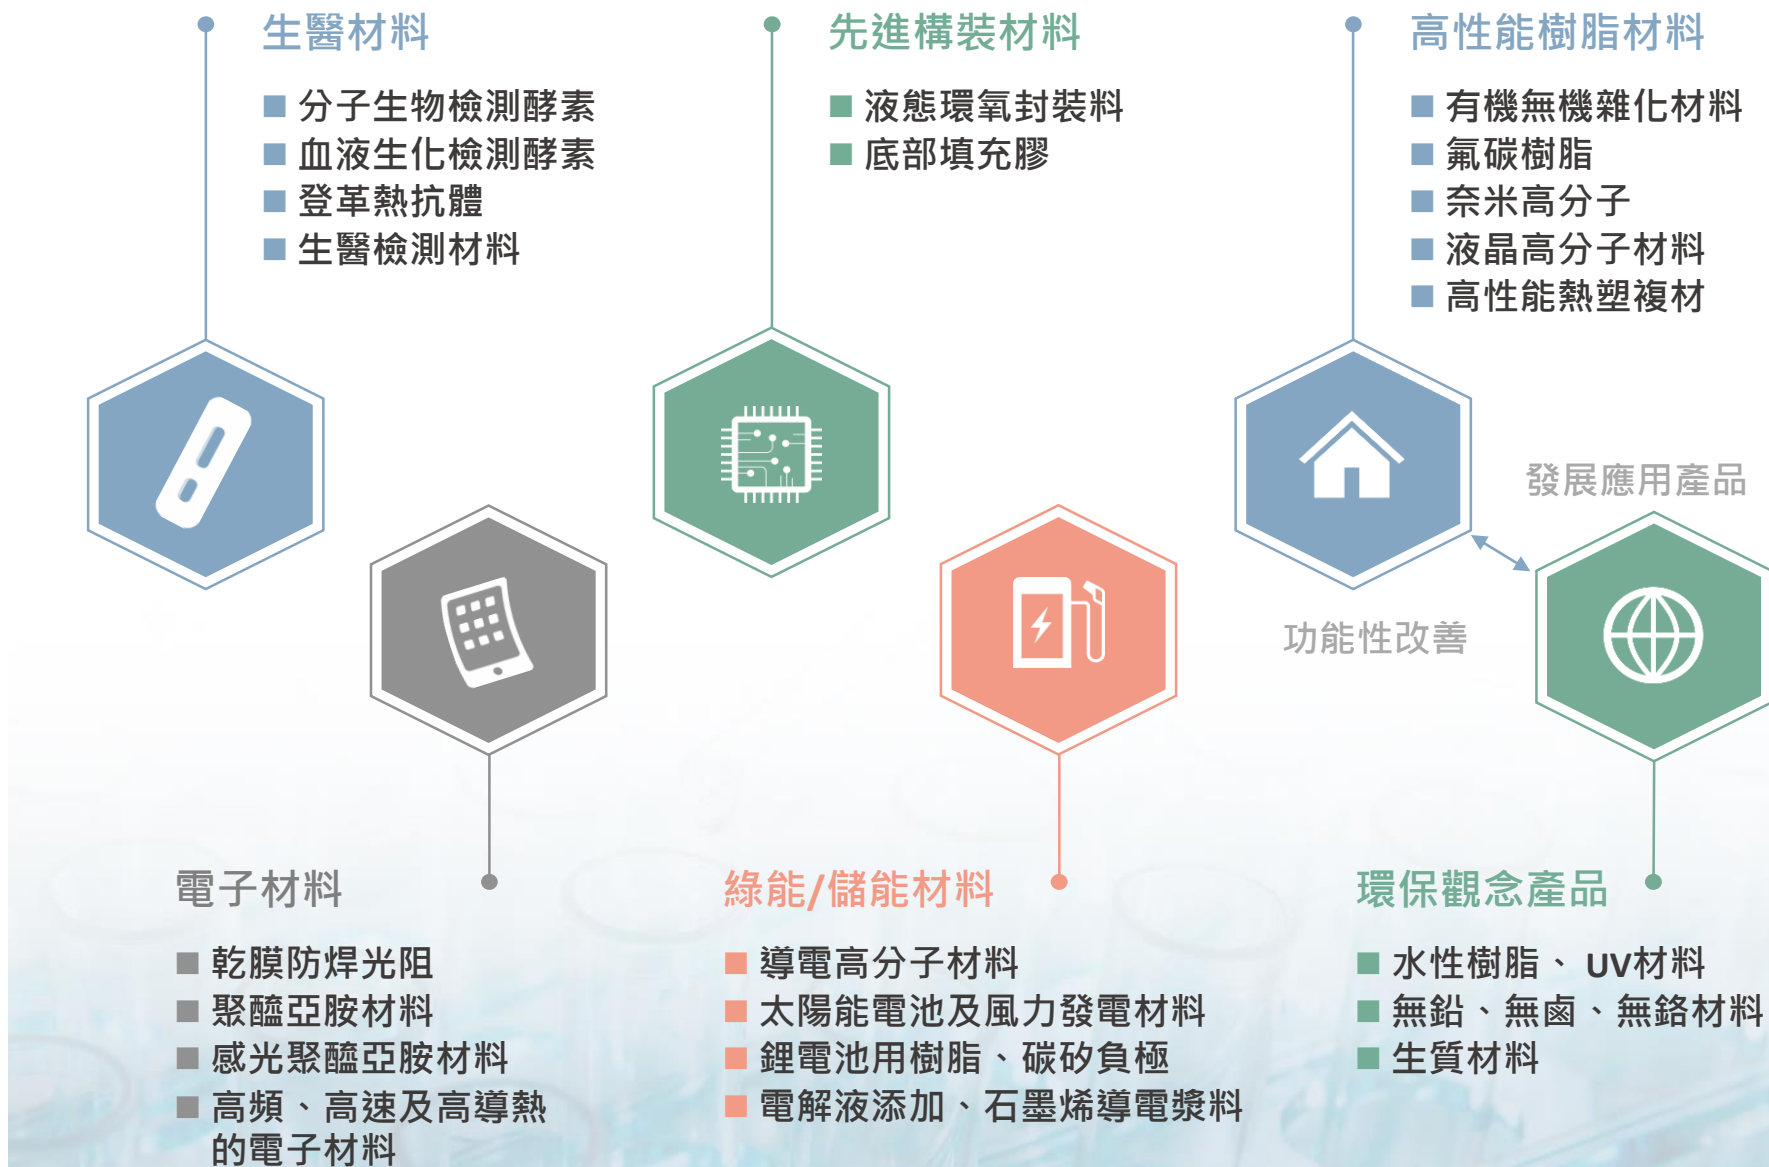 生醫材料
分子生物檢測酵素
血液生化檢測酵素
登革熱抗體
生醫檢測材料
先進構裝材料
液態環氧封裝料
底部填充膠
高性能樹脂材料
有機無機雜化材料
氟碳樹脂
奈米高分子
液晶高分子材料
高性能熱塑複材
發展應用產品
功能性改善
電子材料
乾膜防焊光阻
聚醯亞胺材料
感光聚醯亞胺材料
高頻、高速及高導熱
的電子材料
綠能/儲能材料
導電高分子材料
太陽能電池及風力發電材料
鋰電池用樹脂、碳矽負極
電解液添加、石墨烯導電漿料
環保觀念產品
水性樹脂、UV材料
無鉛、無鹵、無鉻材料
生質材料